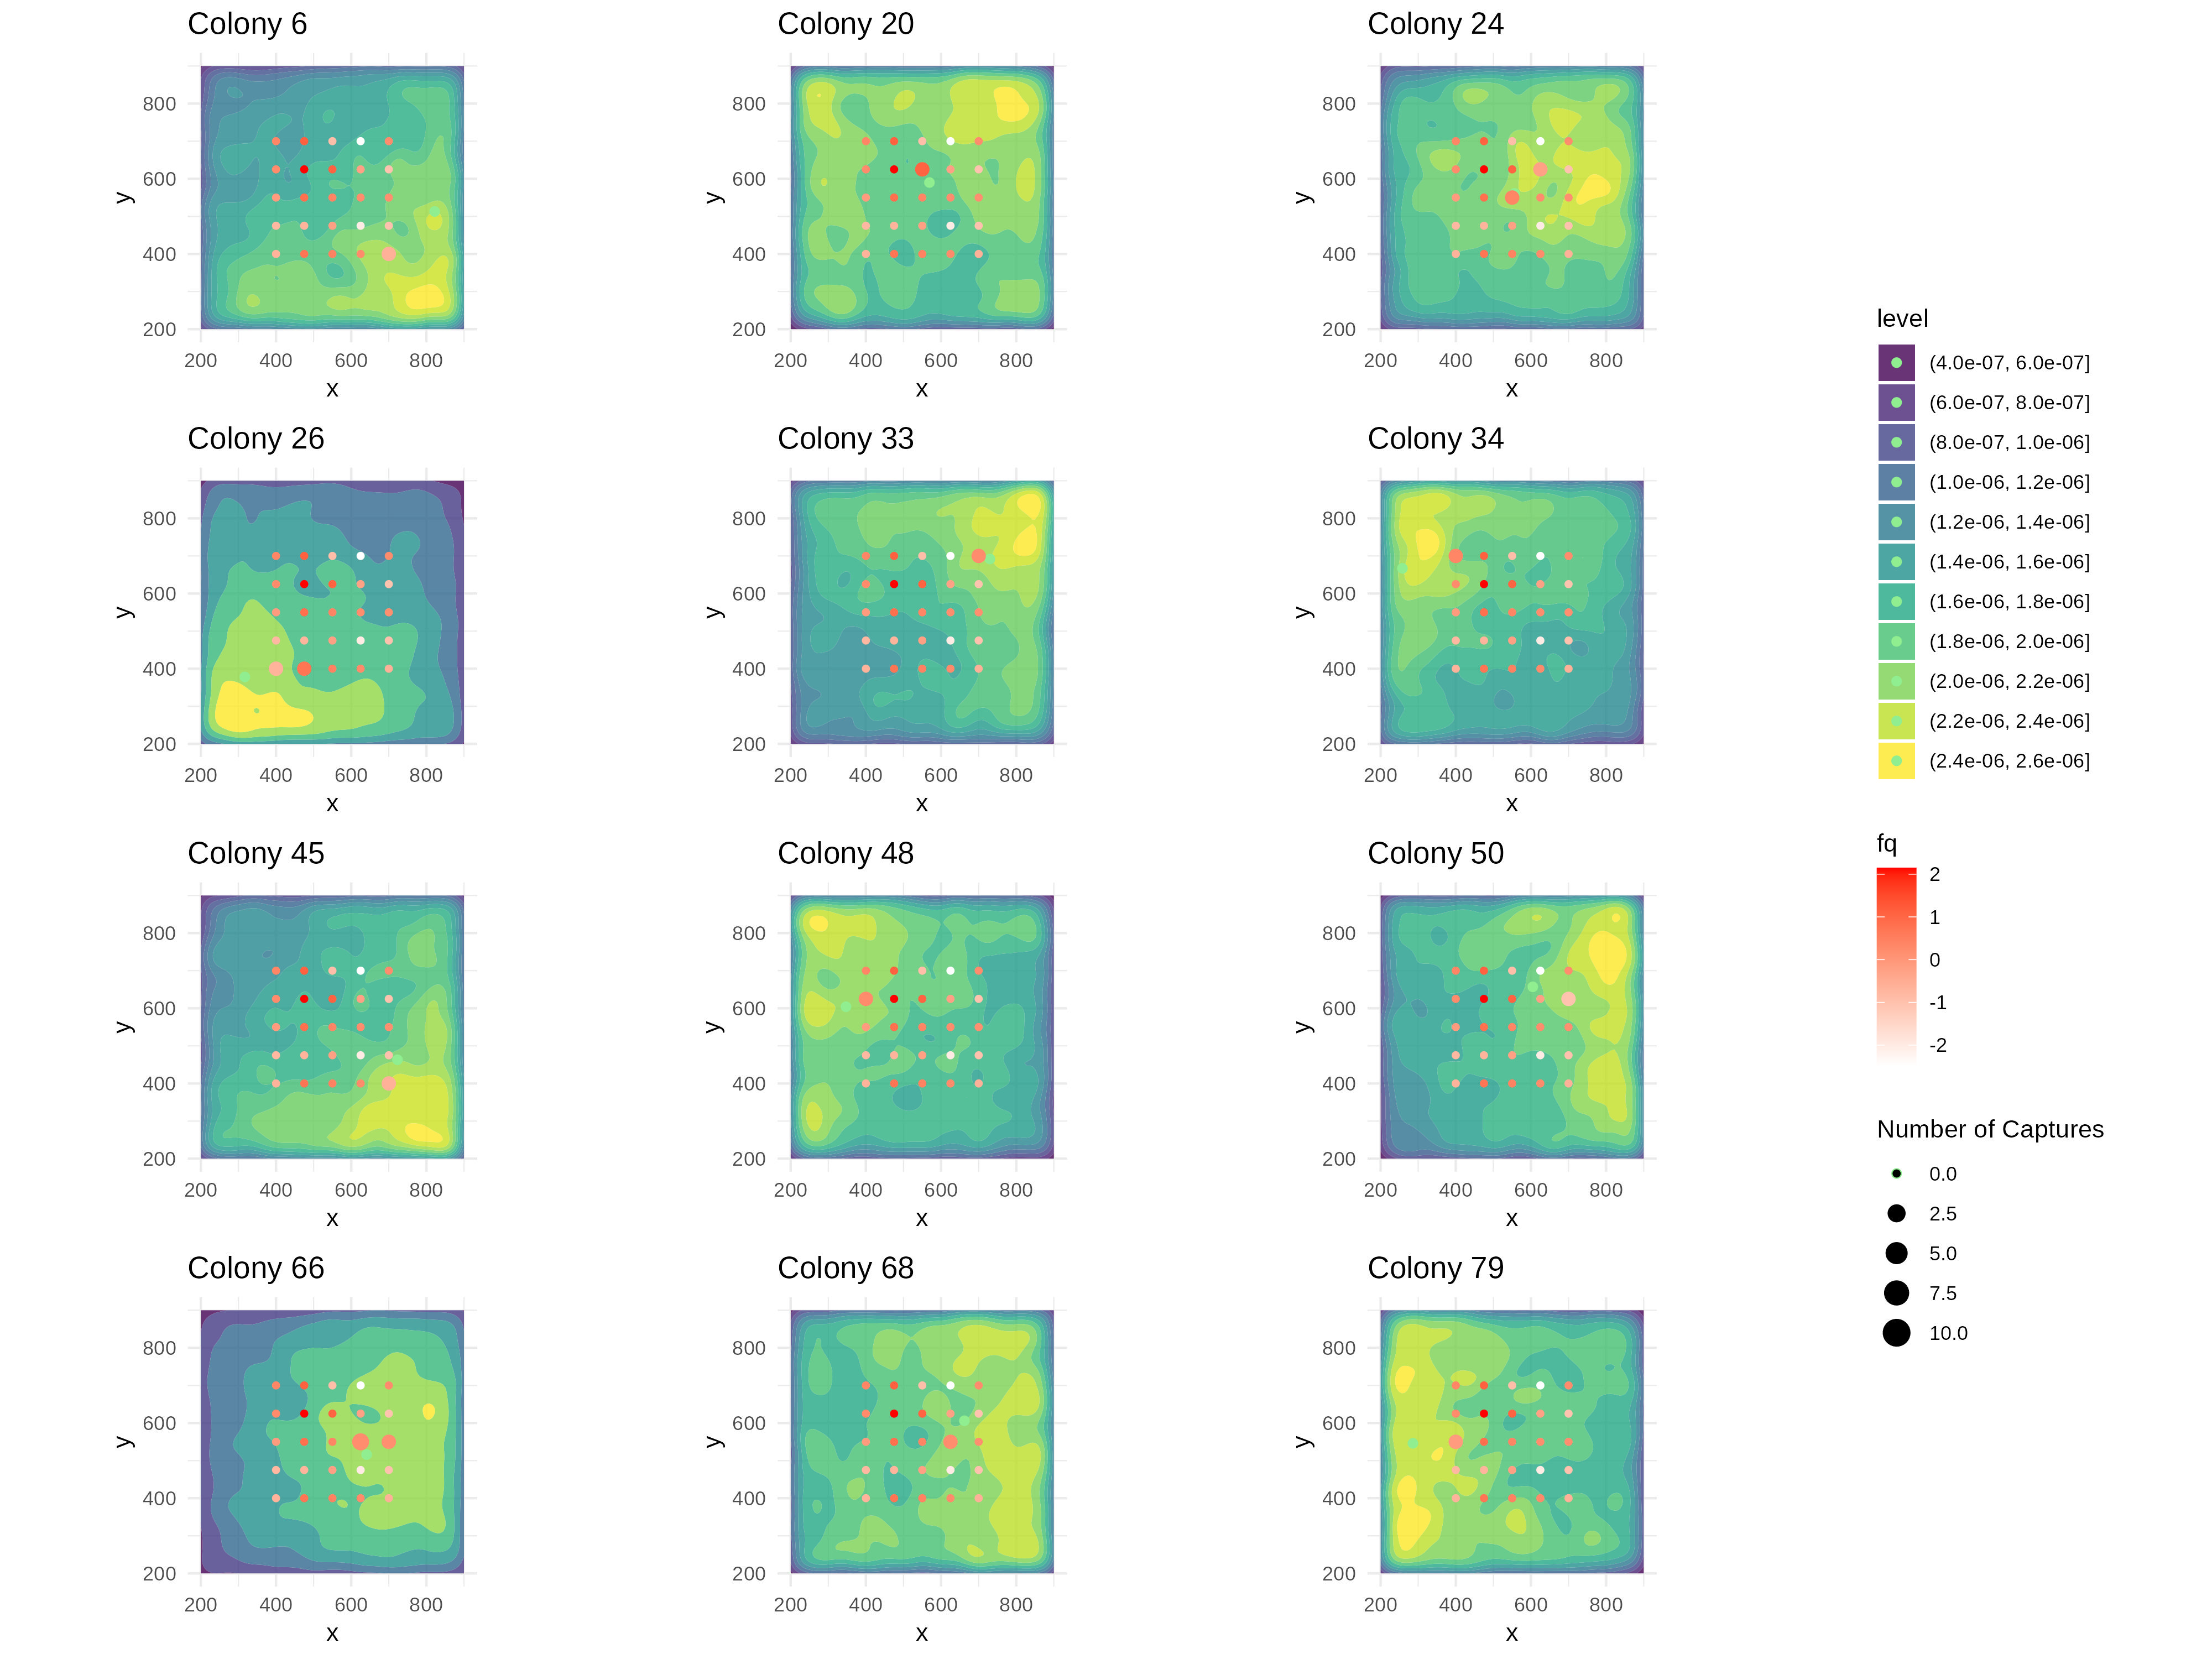 Colony 6
Colony 20
Colony 24
y
800
600
400
200
200 400 600 800
x
y
800
600
400
200
200 400 600 800
x
y
800
600
400
200
200 400 600 800
x
Colony 26
Colony 33
Colony 34
y
800
600
400
200
200 400 600 800
x
y
800
600
400
200
200 400 600 800
x
y
800
600
400
200
200 400 600 800
x
Colony 45
Colony 48
Colony 50
y
800
600
400
200
200 400 600 800
x
y
800
600
400
200
200 400 600 800
x
y
800
600
400
200
200 400 600 800
x
Colony 66
Colony 68
Colony 79
y
800
600
400
200
200 400 600 800
x
y
800
600
400
200
200 400 600 800
x
y
800
600
400
200
200 400 600 800
x
level
(4.0e-07, 6.0e-07]
(6.0e-07, 8.0e-07]
(8.0e-07, 1.0e-06]
(1.0e-06, 1.2e-06]
(1.2e-06, 1.4e-06]
(1.4e-06, 1.6e-06]
(1.6e-06, 1.8e-06]
(1.8e-06, 2.0e-06]
(2.0e-06, 2.2e-06]
(2.2e-06, 2.4e-06]
(2.4e-06, 2.6e-06]
fq
2
1
0
-1
-2
Number of Captures
0.0
2.5
5.0
7.5
10.0